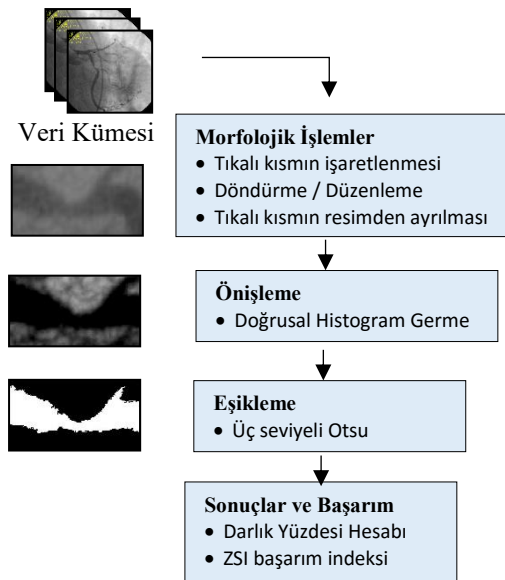 Veri Kümesi
Morfolojik İşlemler
• Tıkalı kısmın işaretlenmesi
• Döndürme / Düzenleme
• Tıkalı kısmın resimden ayrılması
Önişleme
• Doğrusal Histogram Germe
Eşikleme
• Üç seviyeli Otsu
Sonuçlar ve Başarım
• Darlık Yüzdesi Hesabı
• ZSI başarım indeksi